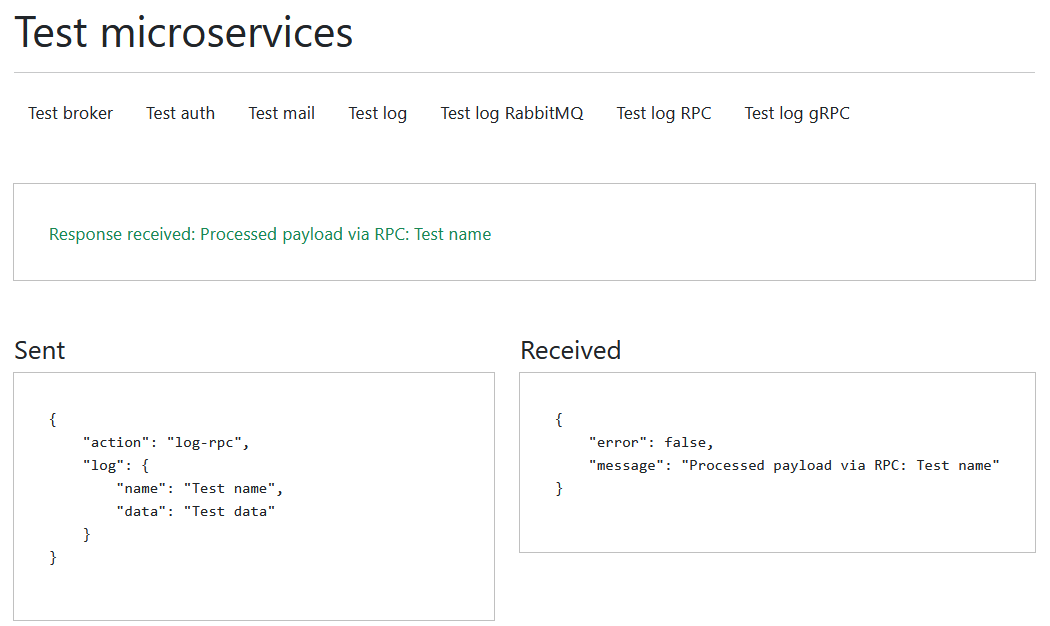 Test microservices
Test broker Test auth Test mail Test log Test log RabbitMQ Test log RPC Test log gRPC
Response received: Processed payload via RPC: Test name
Sent
{
    "action": "log-rpc",
    "log": {
        "name": "Test name",
        "data": "Test data"
    }
}
Received
{
    "error": false,
    "message": "Processed payload via RPC: Test name"
}